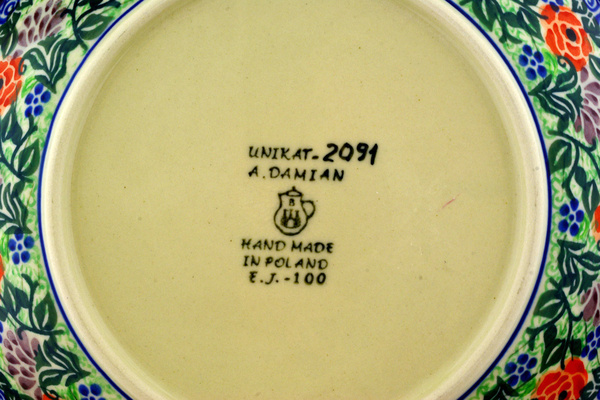 UNIKAT-2091
A. DAMIAN
B
HAND MADE
IN POLAND
E.J.-100